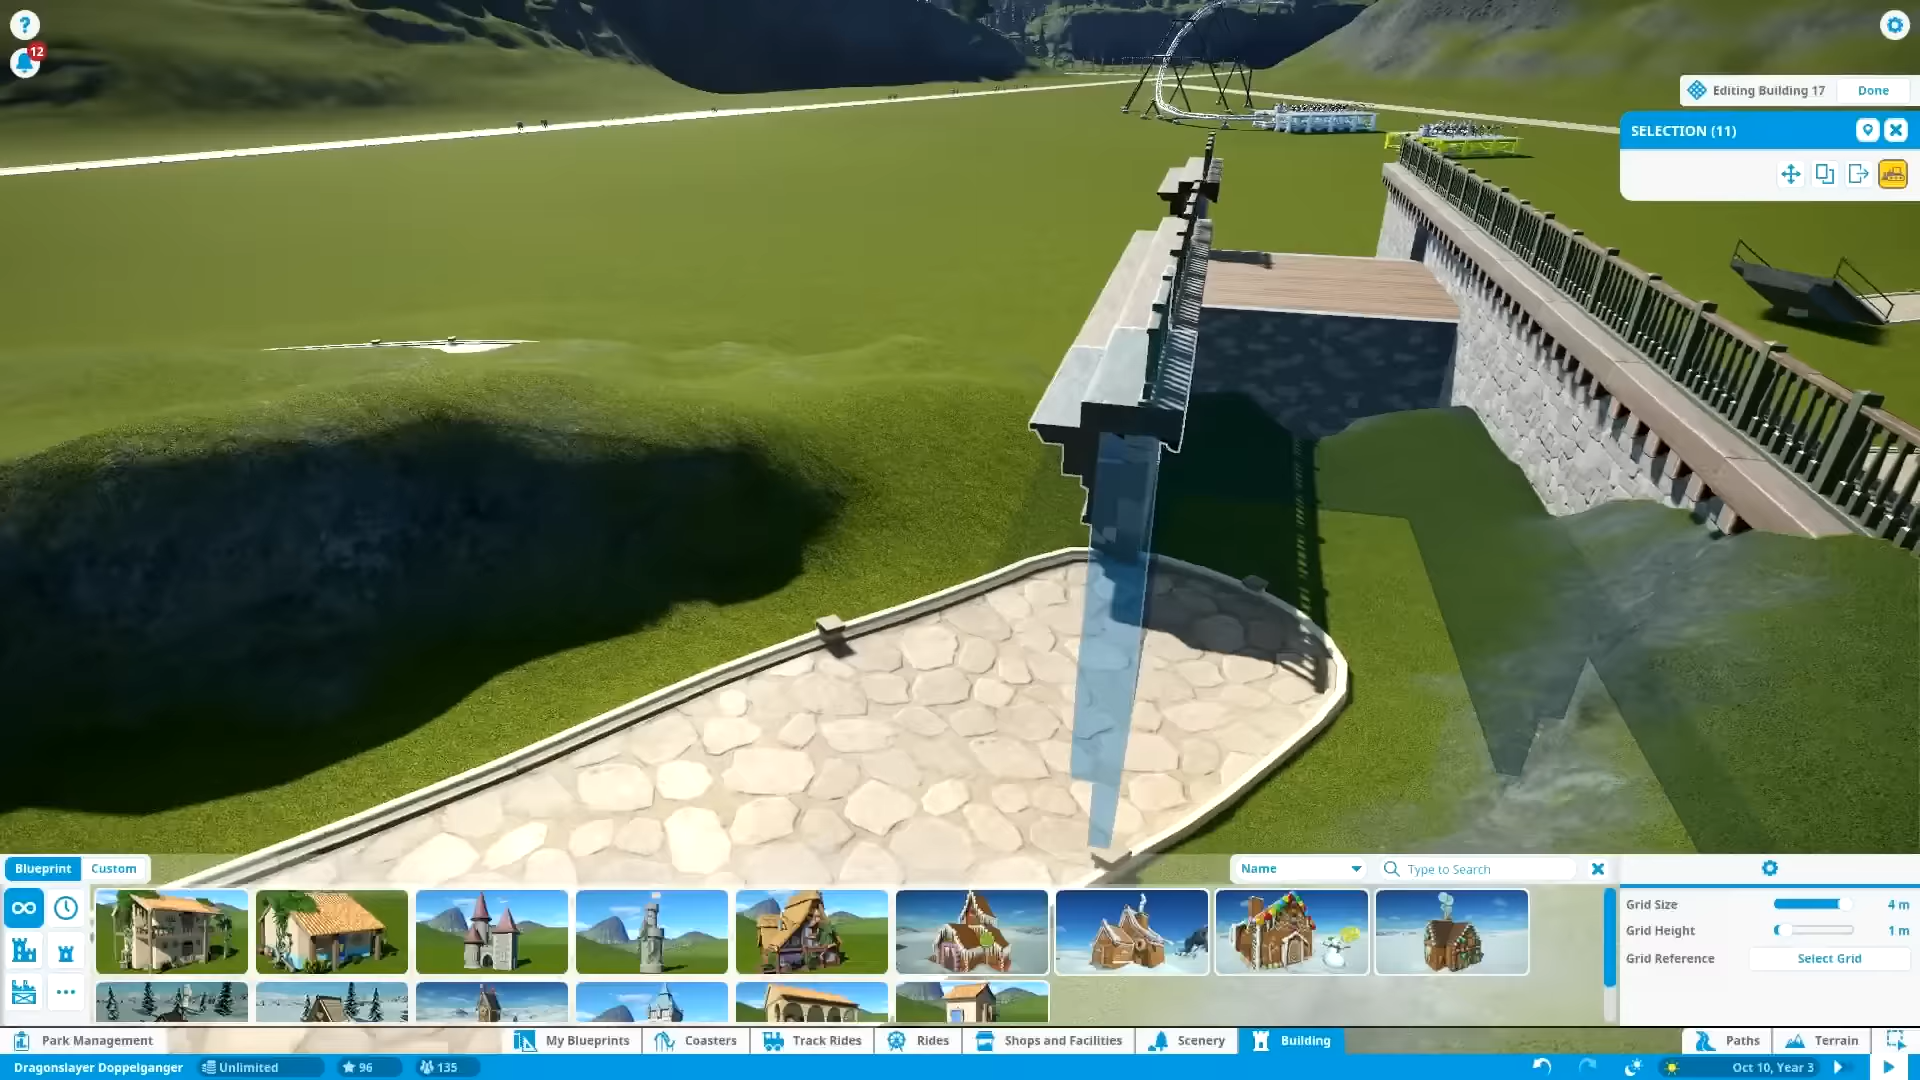 ?
12
Editing Building 17 Done
SELECTION (11)
Blueprint Custom
Name Type to Search
Grid Size 4 m
Grid Height 1 m
Grid Reference Select Grid
Park Management My Blueprints Coasters Track Rides Rides Shops and Facilities Scenery Building Paths Terrain
Dragonslayer Doppelganger Unlimited 96 135 Oct 10, Year 3